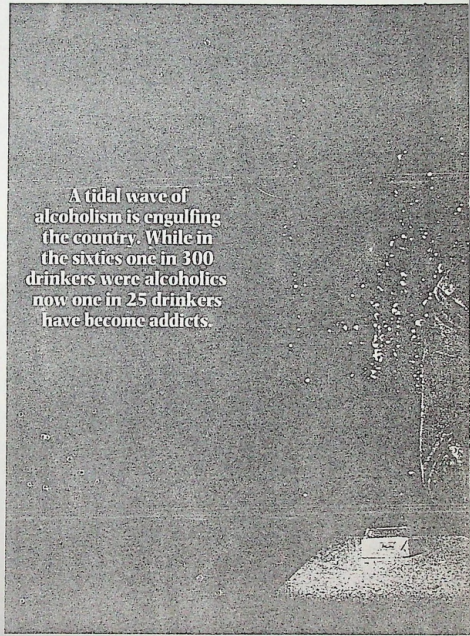 A tidal wave of
alcoholism is engulfing
the country. While in
the sixties one in 300
drinkers were alcoholics
now one in 25 drinkers
have become addicts.